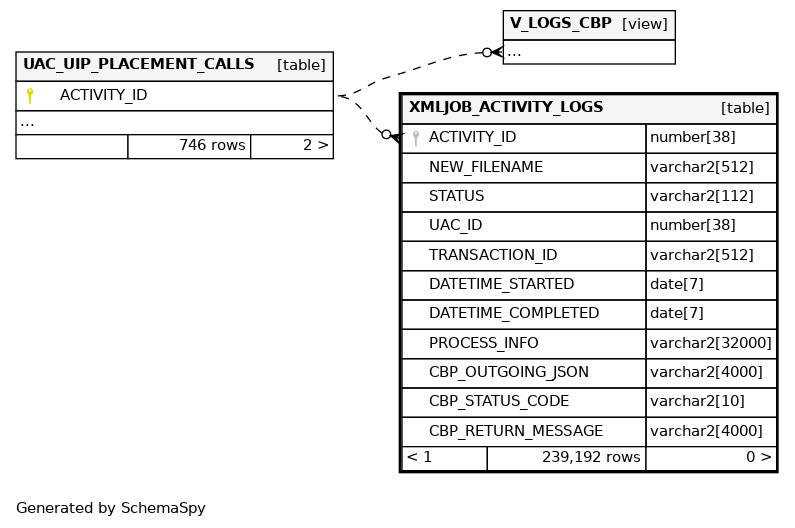 V_LOGS_CBP [view]
...
UAC_UIP_PLACEMENT_CALLS [table]
ACTIVITY_ID
...
746 rows 2 >
XMLJOB_ACTIVITY_LOGS [table]
ACTIVITY_ID number[38]
NEW_FILENAME varchar2[512]
STATUS varchar2[112]
UAC_ID number[38]
TRANSACTION_ID varchar2[512]
DATETIME_STARTED date[7]
DATETIME_COMPLETED date[7]
PROCESS_INFO varchar2[32000]
CBP_OUTGOING_JSON varchar2[4000]
CBP_STATUS_CODE varchar2[10]
CBP_RETURN_MESSAGE varchar2[4000]
< 1 239,192 rows 0 >
Generated by SchemaSpy